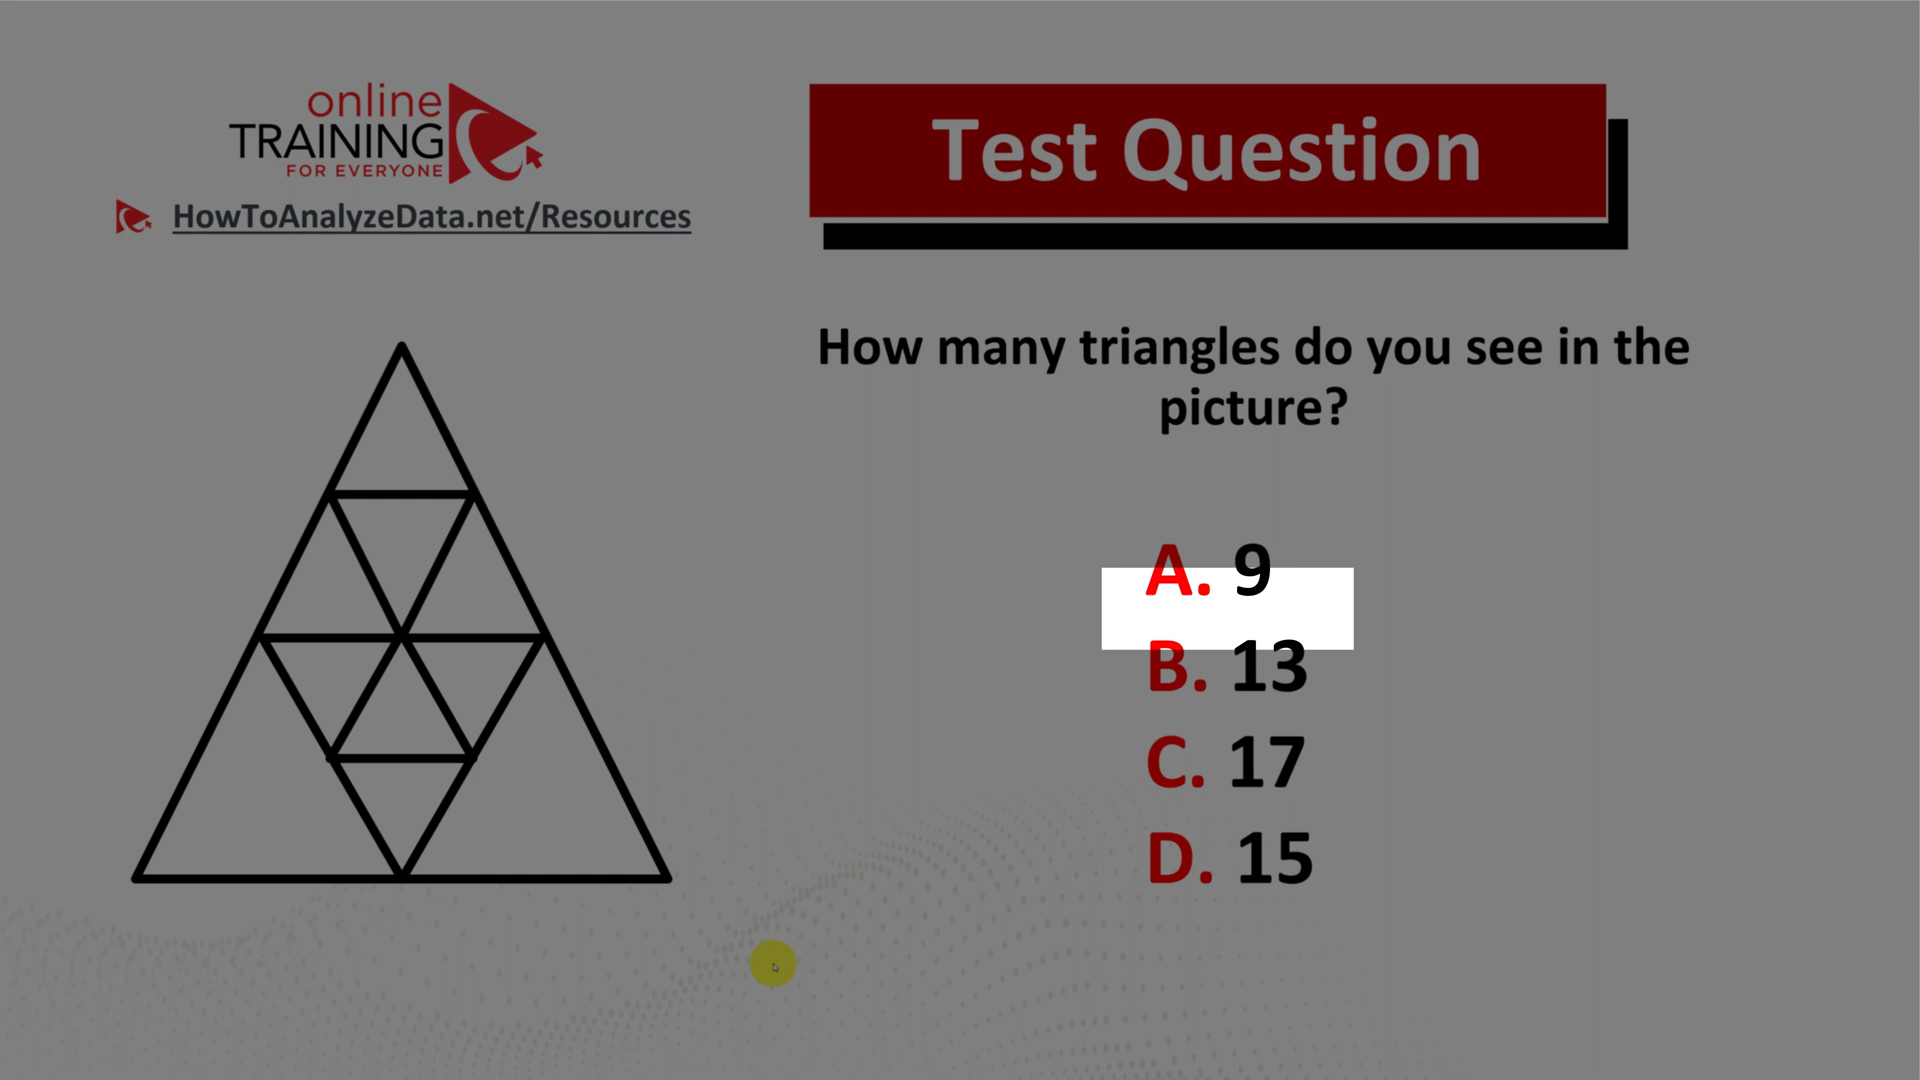 online
TRAINING
FOR EVERYONE
HowToAnalyzeData.net/Resources
Test Question
How many triangles do you see in the
picture?
A. 9
B. 13
C. 17
D. 15